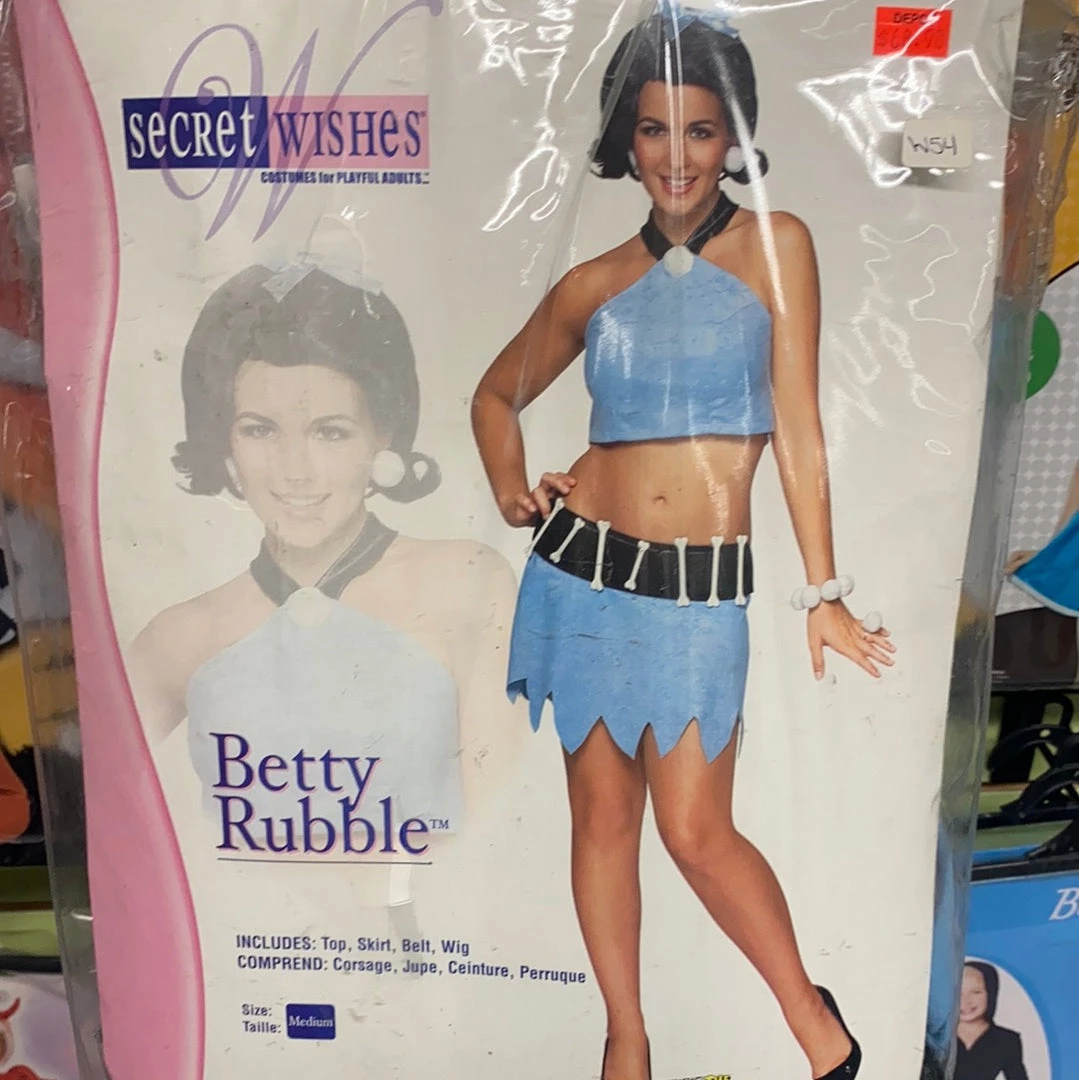 secret WISHes
COSTUMES for PLAYFUL ADULTS.™
W54
Betty
Rubble™
INCLUDES: Top, Skirt, Belt, Wig
COMPREND: Corsage, Jupe, Ceinture, Perruque
Size:
Taille: Medium